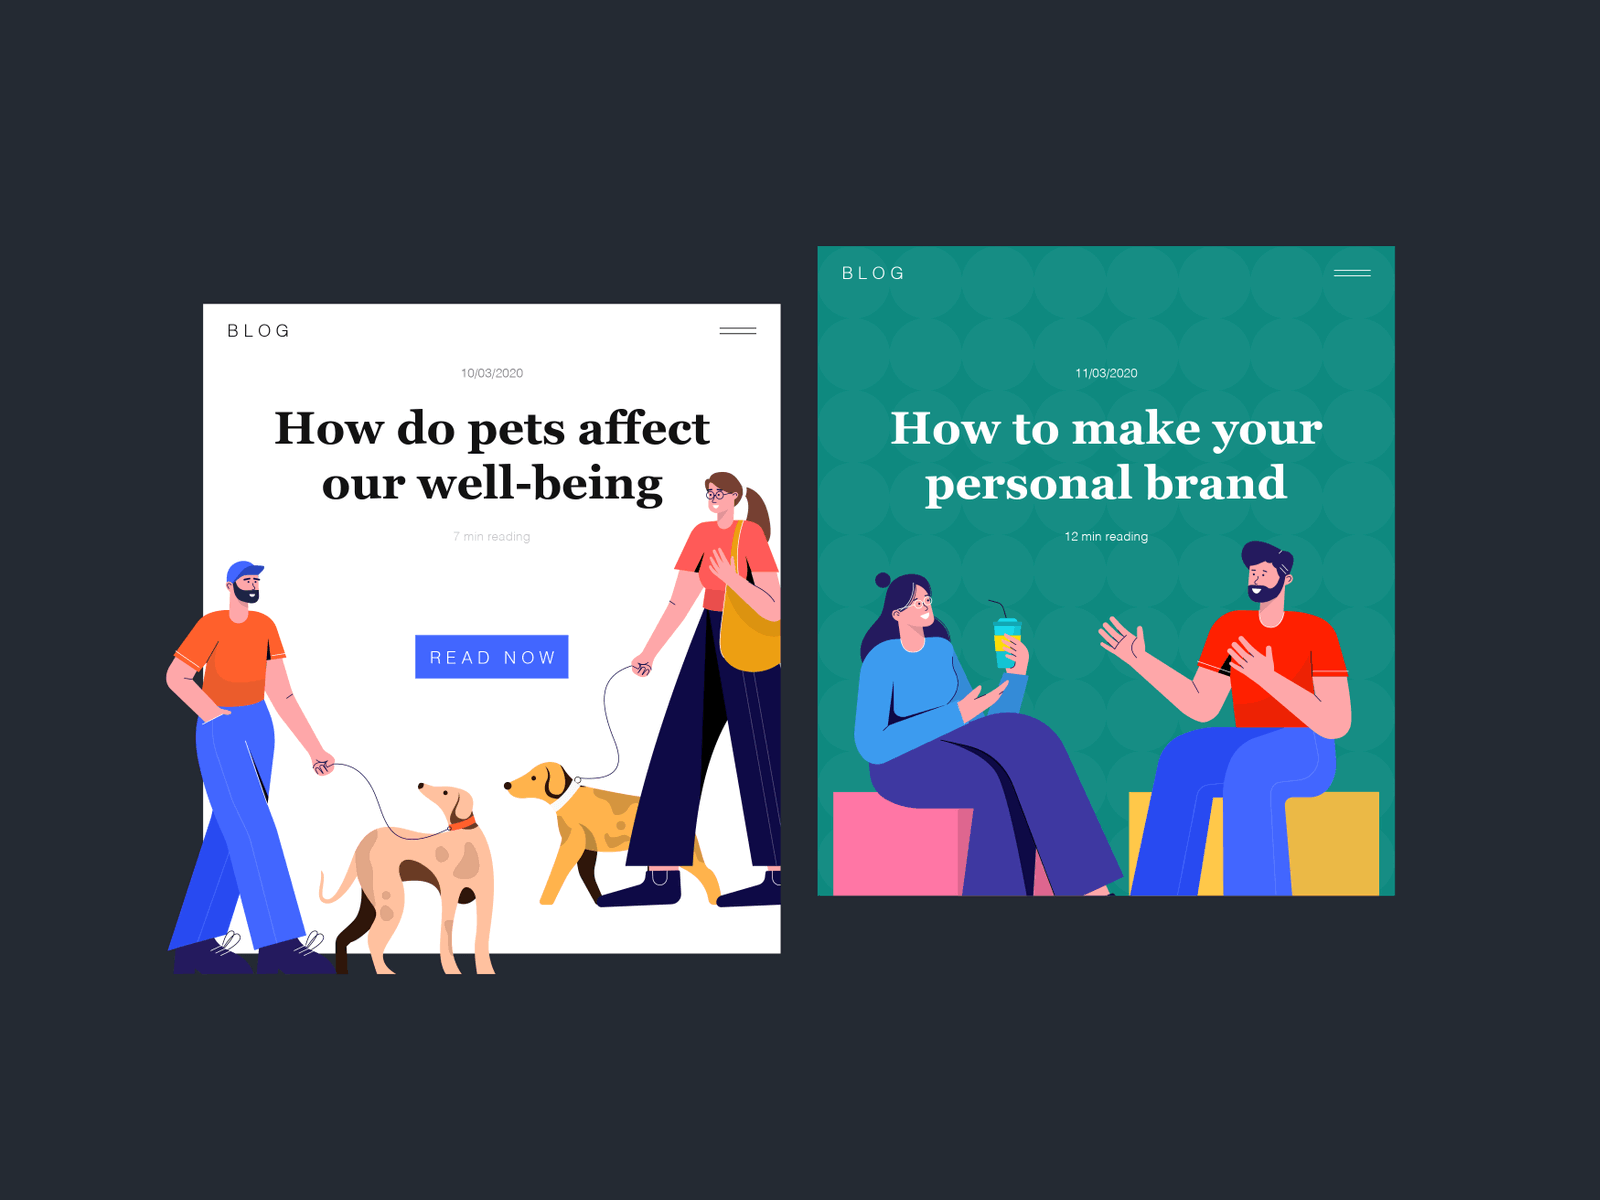 BLOG
10/03/2020
How do pets affect
our well-being
7 min reading
READ NOW
BLOG
11/03/2020
How to make your
personal brand
12 min reading